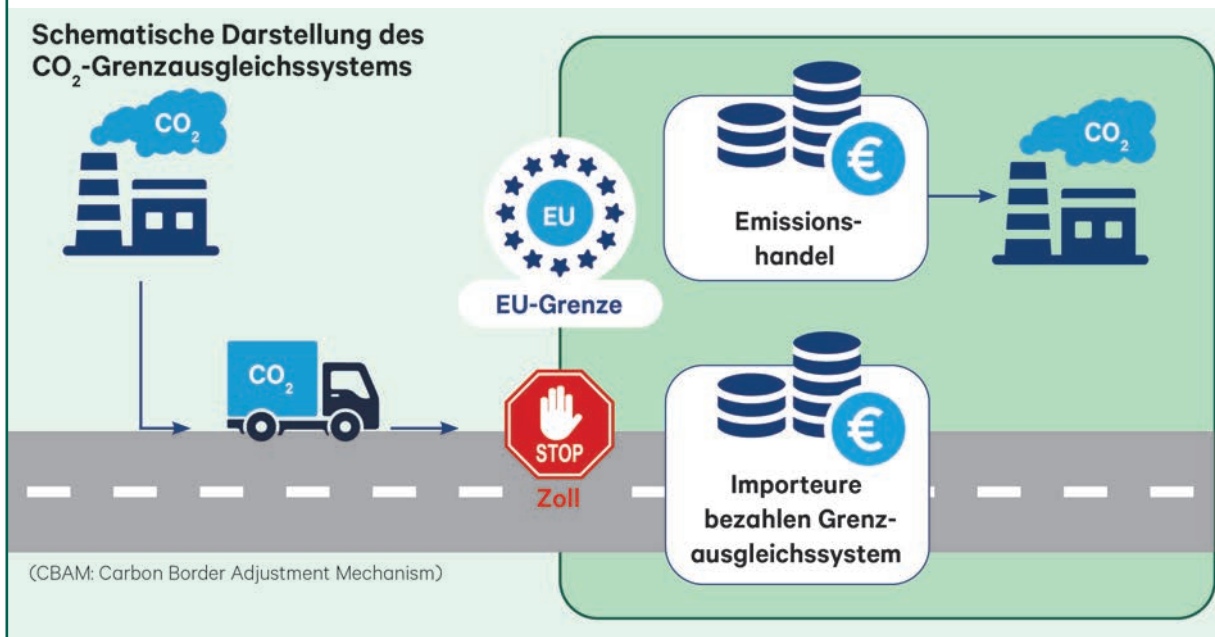 Schematische Darstellung des
CO₂-Grenzausgleichssystems
CO₂
CO₂
EU
EU-Grenze
STOP
Zoll
€
Emissions-
handel
CO₂
€
Importeure
bezahlen Grenz-
ausgleichssystem
(CBAM: Carbon Border Adjustment Mechanism)